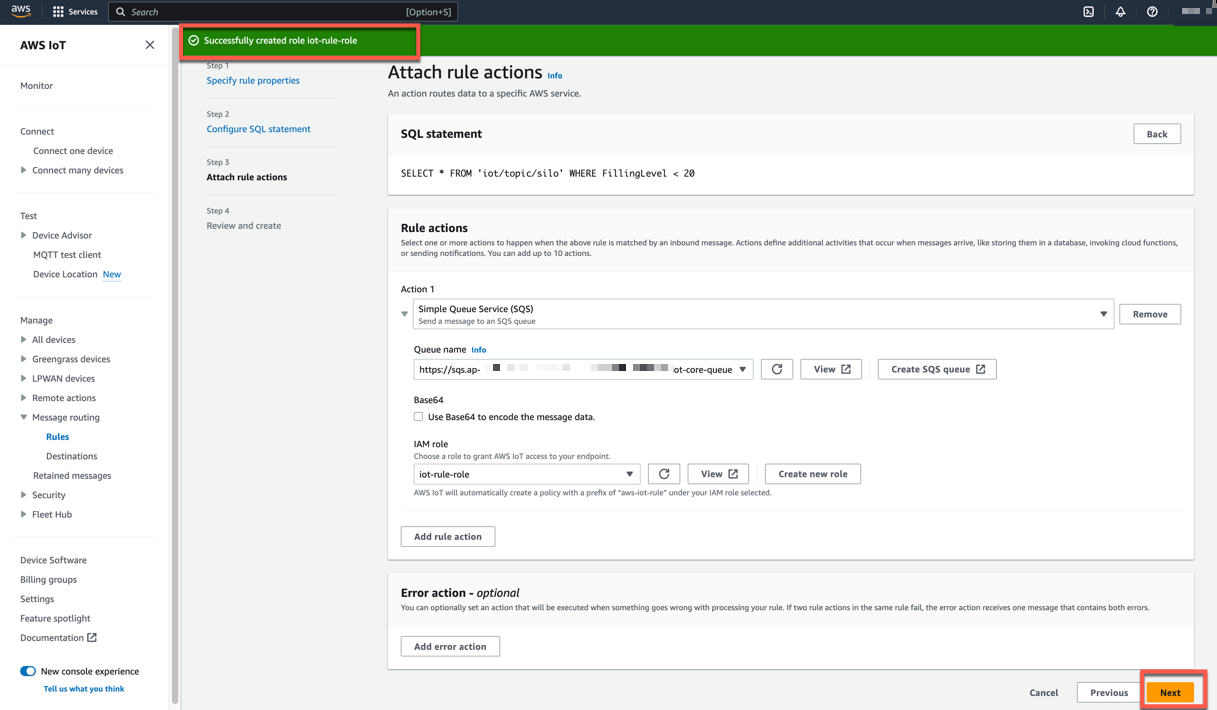 aws
Services
Search
[Option+S]
AWS IoT
Monitor
Connect
Connect one device
Connect many devices
Test
Device Advisor
MQTT test client
Device Location New
Manage
All devices
Greengrass devices
LPWAN devices
Remote actions
Message routing
Rules
Destinations
Retained messages
Security
Fleet Hub
Device Software
Billing groups
Settings
Feature spotlight
Documentation
New console experience
Tell us what you think
Successfully created role iot-rule-role
Step 1
Specify rule properties
Step 2
Configure SQL statement
Step 3
Attach rule actions
Step 4
Review and create
Attach rule actions Info
An action routes data to a specific AWS service.
SQL statement
Back
SELECT * FROM 'iot/topic/silo' WHERE FillingLevel < 20
Rule actions
Select one or more actions to happen when the above rule is matched by an inbound message. Actions define additional activities that occur when messages arrive, like storing them in a database, invoking cloud functions,
or sending notifications. You can add up to 10 actions.
Action 1
Simple Queue Service (SQS)
Send a message to an SQS queue
Remove
Queue name Info
https://sqs.ap- ot-core-queue
View
Create SQS queue
Base64
Use Base64 to encode the message data.
IAM role
Choose a role to grant AWS IoT access to your endpoint.
iot-rule-role
View
Create new role
AWS IoT will automatically create a policy with a prefix of "aws-iot-rule" under your IAM role selected.
Add rule action
Error action - optional
You can optionally set an action that will be executed when something goes wrong with processing your rule. If two rule actions in the same rule fail, the error action receives one message that contains both errors.
Add error action
Cancel
Previous
Next